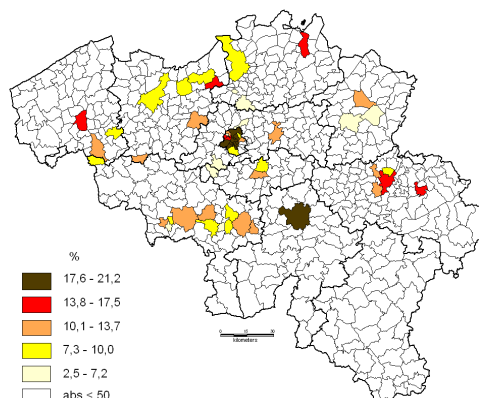 %
17,6 - 21,2
13,8 - 17,5
10,1 - 13,7
7,3 - 10,0
2,5 - 7,2
abs < 50
kilometers